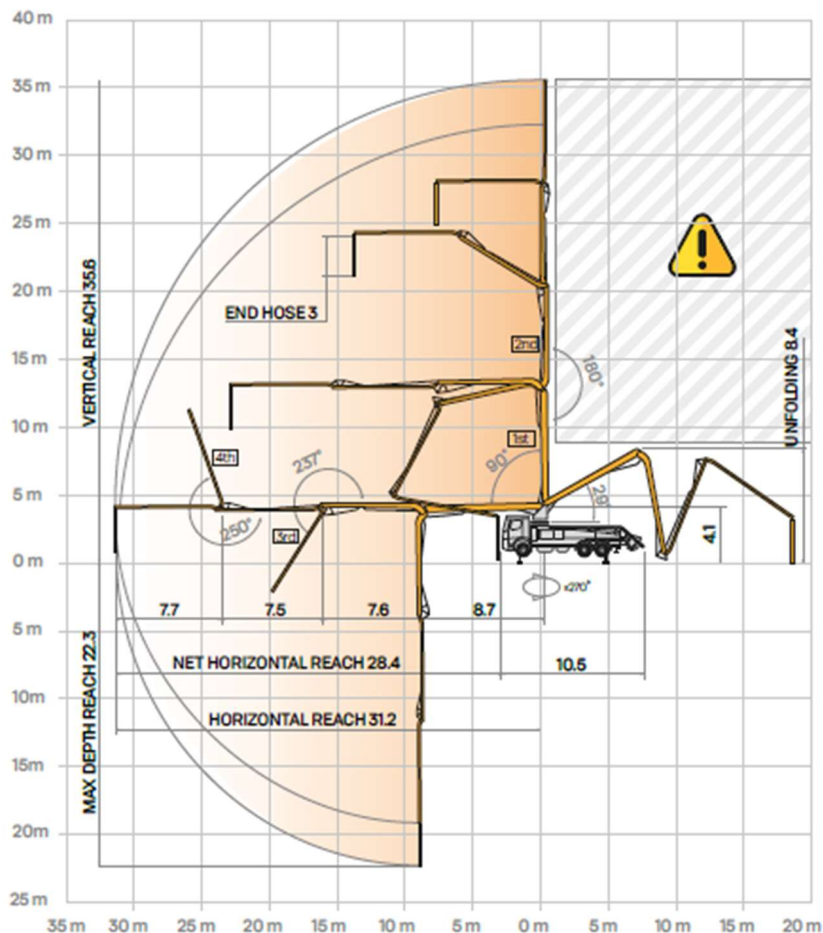 40 m
35 m
30 m
25 m
20 m
15 m
10 m
5 m
0 m
5 m
10m
15m
20m
25 m
35 m
30 m
25 m
20 m
15 m
10 m
5 m
0 m
5 m
10 m
15 m
20 m
VERTICAL REACH 35.6
MAX DEPTH REACH 22.3
END HOSE 3
2nd
180°
1st
90°
UNFOLDING 8.4
4th
237°
250°
3rd
29°
4.1
x270°
7.7
7.5
7.6
8.7
NET HORIZONTAL REACH 28.4
10.5
HORIZONTAL REACH 31.2